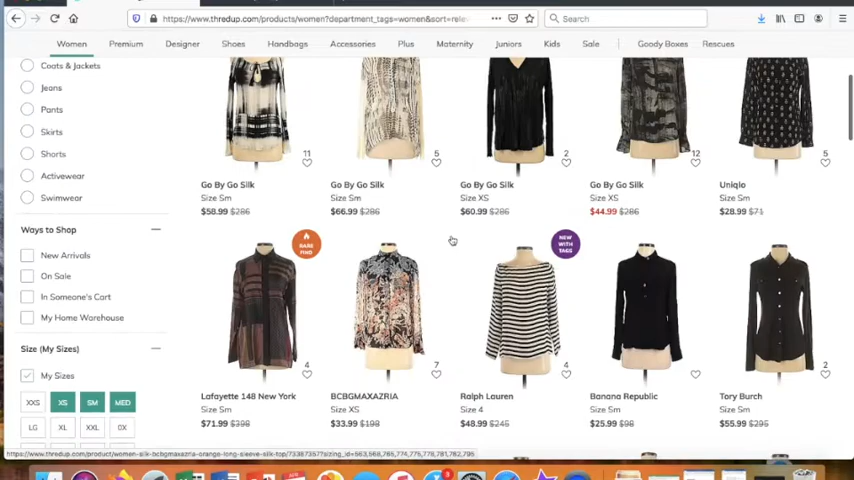 https://www.thredup.com/products/women?department_tags=women&sort=rele
Search
Women Premium Designer Shoes Handbags Accessories Plus Maternity Juniors Kids Sale Goody Boxes Rescues
Coats & Jackets
Jeans
Pants
Skirts
Shorts
Activewear
Swimwear
Ways to Shop
New Arrivals
On Sale
In Someone's Cart
My Home Warehouse
Size (My Sizes)
My Sizes
XXS XS SM MED
LG XL XXL 0X
11 5 2 12 5
Go By Go Silk Go By Go Silk Go By Go Silk Go By Go Silk Uniqlo
Size Sm Size Sm Size XS Size XS Size Sm
$58.99 $286 $66.99 $286 $60.99 $286 $44.99 $286 $28.99 $71
RARE FIND
NEW WITH TAGS
4 7 4 2
Lafayette 148 New York BCBGMAXAZRIA Ralph Lauren Banana Republic Tory Burch
Size Sm Size XS Size 4 Size Sm Size Sm
$71.99 $398 $33.99 $198 $48.99 $245 $25.99 $98 $55.99 $295